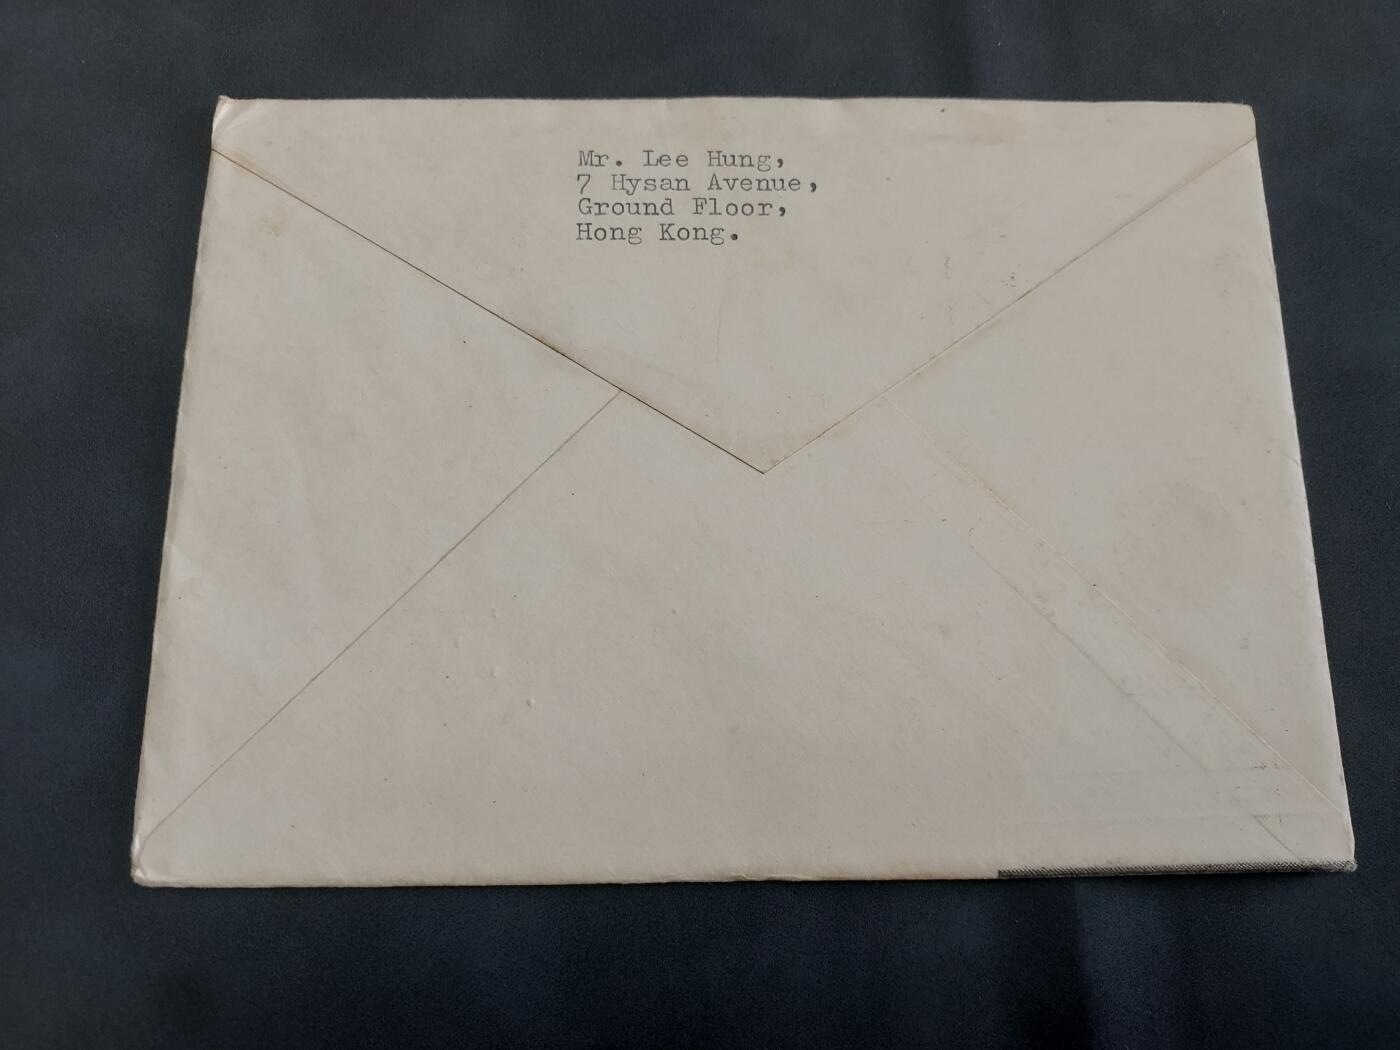 Mr. Lee Hung,
7 Hysan Avenue,
Ground Floor,
Hong Kong.